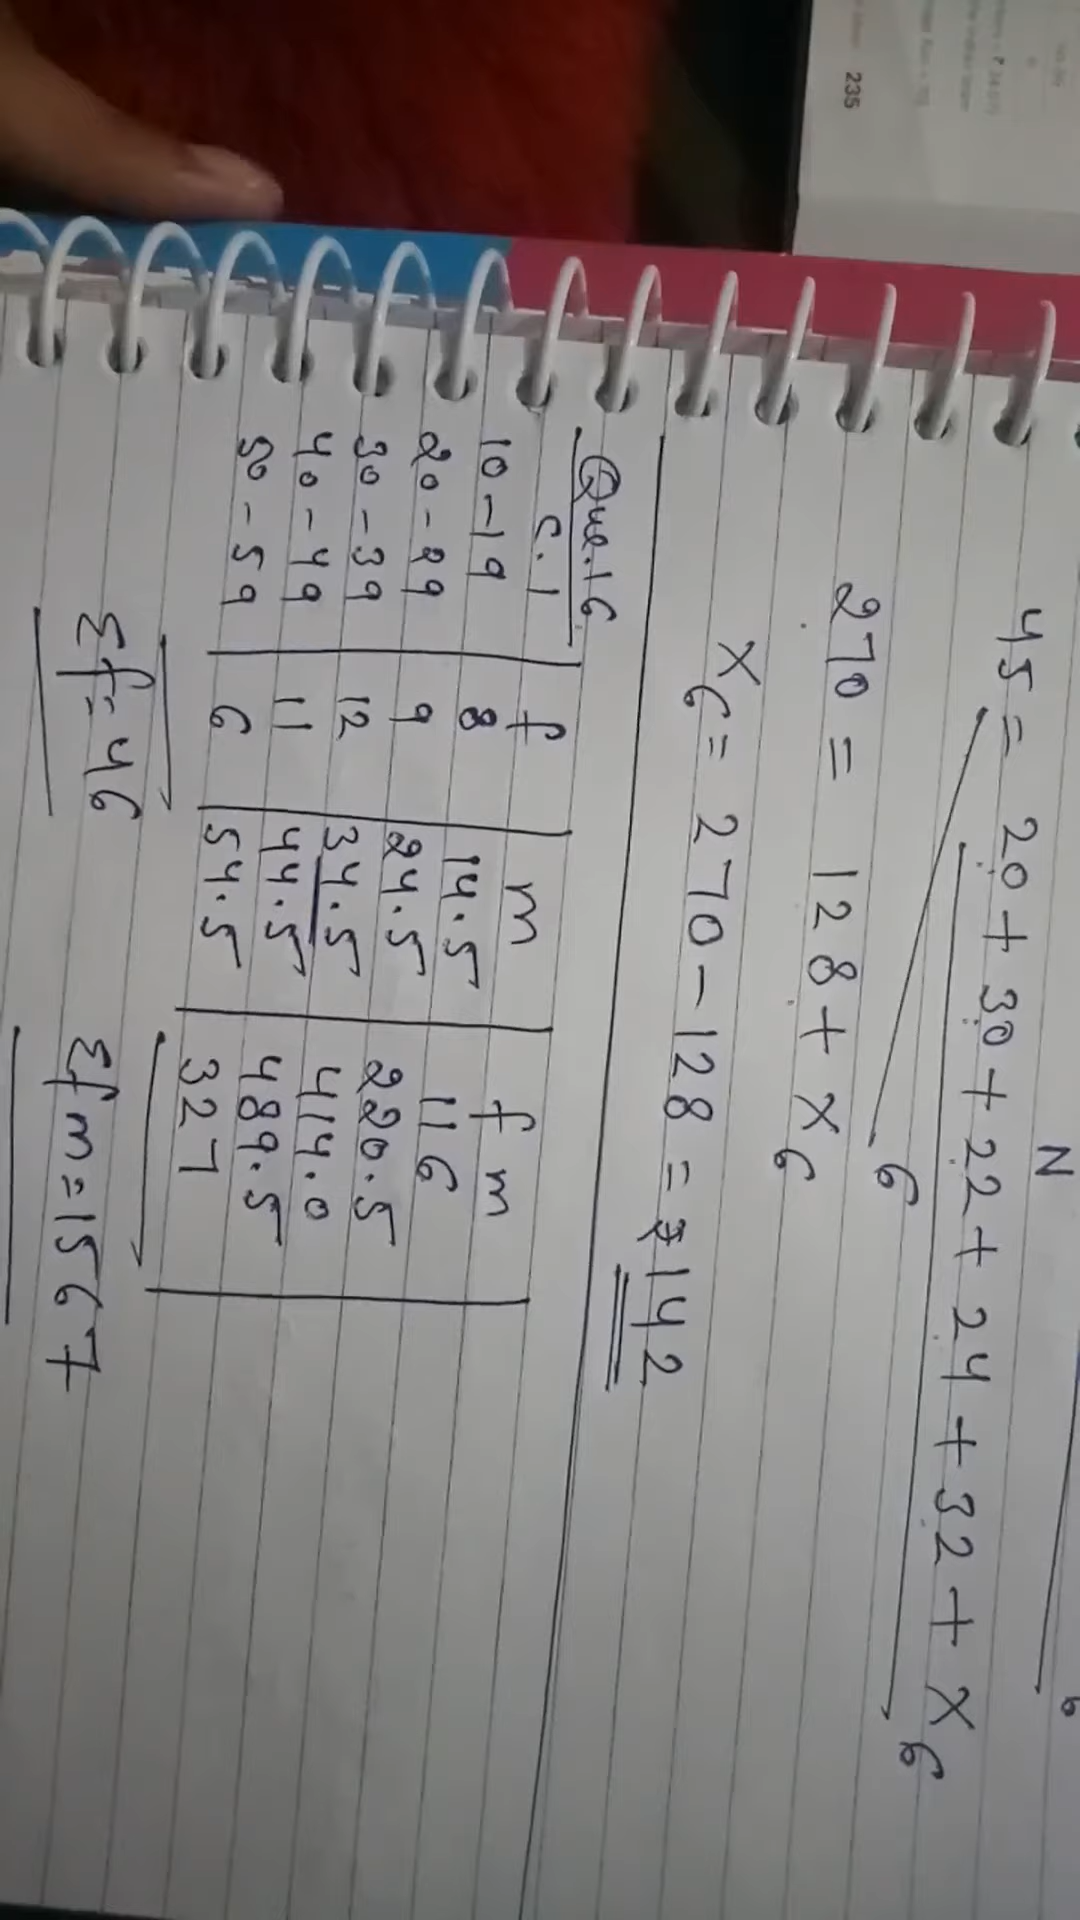 235
N 6
45 = 20 + 30 + 22 + 24 + 32 + x6
6
270 = 128 + x6
x6 = 270 - 128 = ₹142
Que.16
C.I f m fm
10-19 8 14.5 116
20-29 9 24.5 220.5
30-39 12 34.5 414.0
40-49 11 44.5 489.5
50-59 6 54.5 327
Σf=46 Σfm=1567